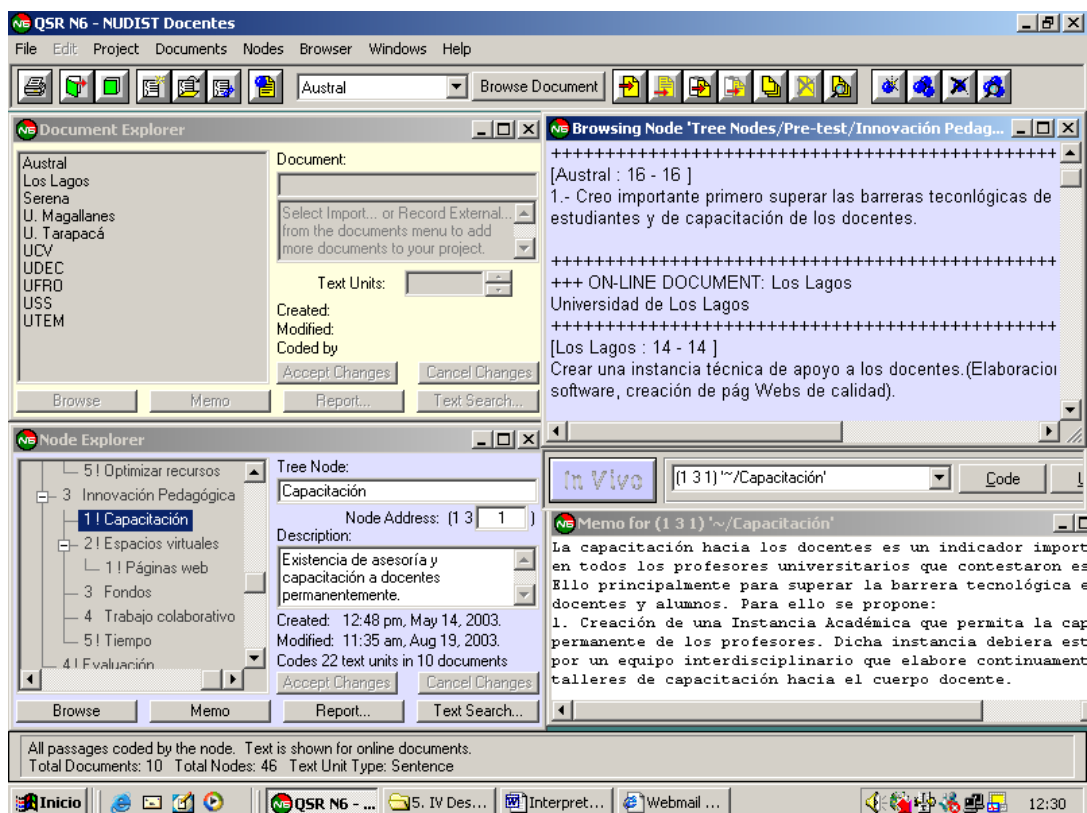 QSR N6 - NUDIST Docentes
File Edit Project Documents Nodes Browser Windows Help
Austral
Browse Document
Document Explorer
Austral
Los Lagos
Serena
U. Magallanes
U. Tarapacá
UCV
UDEC
UFRO
USS
UTEM
Document:
Select Import... or Record External...
from the documents menu to add
more documents to your project.
Text Units:
Created:
Modified:
Coded by
Accept Changes Cancel Changes
Browse Memo Report... Text Search...
Browsing Node 'Tree Nodes/Pre-test/Innovación Pedag...
++++++++++++++++++++++++++++++++++++++++++++++++
[Austral : 16 - 16 ]
1.- Creo importante primero superar las barreras teconlógicas de
estudiantes y de capacitación de los docentes.
++++++++++++++++++++++++++++++++++++++++++++++++
+++ ON-LINE DOCUMENT: Los Lagos
Universidad de Los Lagos
++++++++++++++++++++++++++++++++++++++++++++++++
[Los Lagos : 14 - 14 ]
Crear una instancia técnica de apoyo a los docentes.(Elaboracior
software, creación de pág Webs de calidad).
Node Explorer
5 ! Optimizar recursos
3 Innovación Pedagógica
1 ! Capacitación
2 ! Espacios virtuales
1 ! Páginas web
3 Fondos
4 Trabajo colaborativo
5 ! Tiempo
4 ! Evaluación
Tree Node:
Capacitación
Node Address: (1 3 1 )
Description:
Existencia de asesoría y
capacitación a docentes
permanentemente.
Created: 12:48 pm, May 14, 2003.
Modified: 11:35 am, Aug 19, 2003.
Codes 22 text units in 10 documents
Accept Changes Cancel Changes
Browse Memo Report... Text Search...
In Vivo
(1 3 1) '~/Capacitación'
Code
Memo for (1 3 1) '~/Capacitación'
La capacitación hacia los docentes es un indicador import
en todos los profesores universitarios que contestaron es
Ello principalmente para superar la barrera tecnológica e
docentes y alumnos. Para ello se propone:
1. Creación de una Instancia Académica que permita la cap
permanente de los profesores. Dicha instancia debiera est
por un equipo interdisciplinario que elabore continuament
talleres de capacitación hacia el cuerpo docente.
All passages coded by the node. Text is shown for online documents.
Total Documents: 10 Total Nodes: 46 Text Unit Type: Sentence
Inicio
QSR N6 - ...
5. IV Des...
Interpret...
Webmail ...
12:30